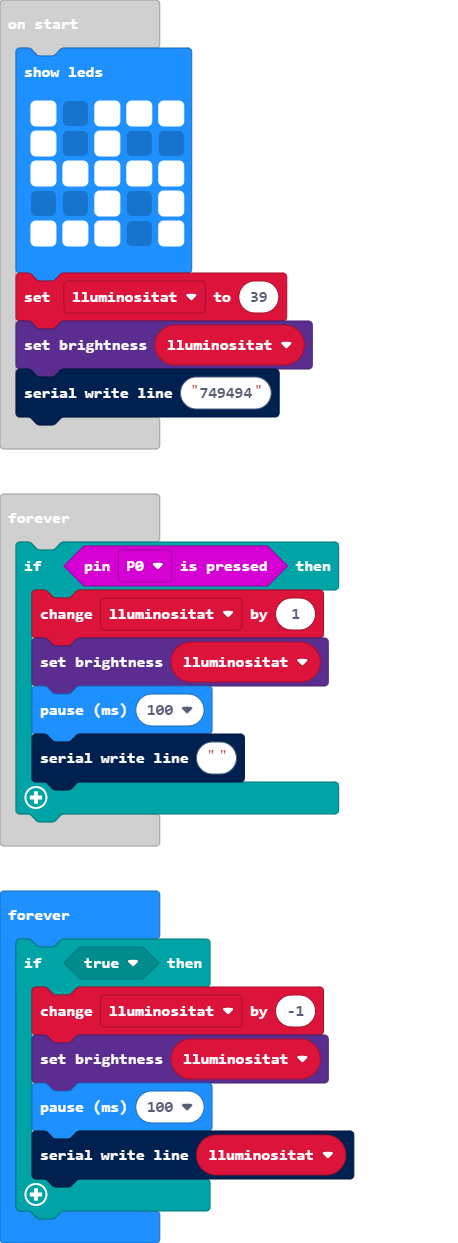 on start
show leds
set lluminositat to 39
set brightness lluminositat
serial write line "749494"
forever
if pin P0 is pressed then
change lluminositat by 1
set brightness lluminositat
pause (ms) 100
serial write line " "
forever
if true then
change lluminositat by -1
set brightness lluminositat
pause (ms) 100
serial write line lluminositat